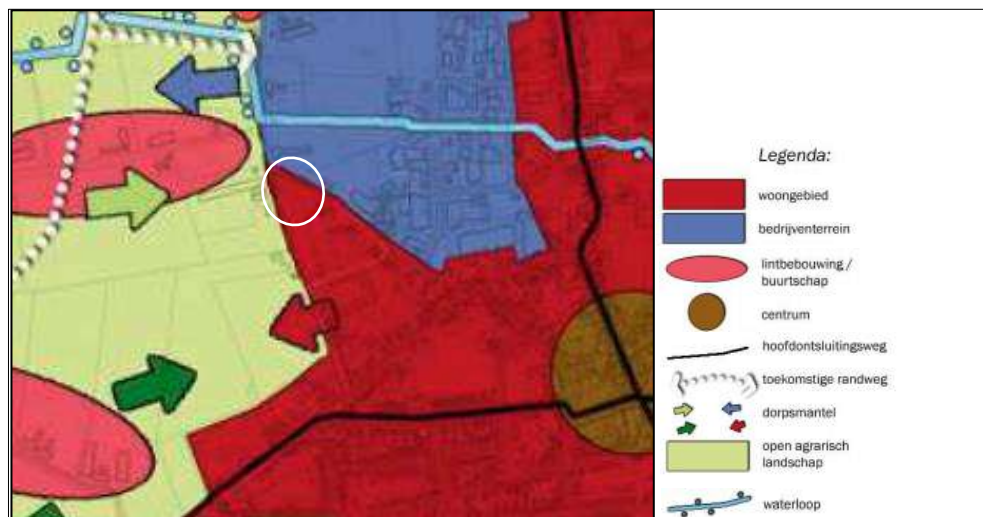 Legenda:
woongebied
bedrijventerrein
lintbebouwing /
buurtschap
centrum
hoofdontsluitingsweg
toekomstige randweg
dorpsmantel
open agrarisch
landschap
waterloop